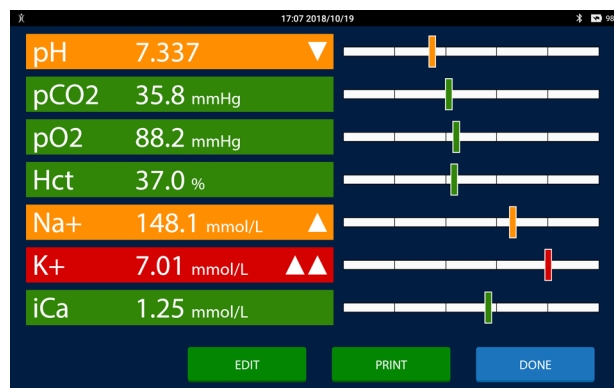 17:07 2018/10/19 98
pH 7.337 ▼
pCO2 35.8 mmHg
pO2 88.2 mmHg
Hct 37.0 %
Na+ 148.1 mmol/L ▲
K+ 7.01 mmol/L ▲▲
iCa 1.25 mmol/L
EDIT PRINT DONE